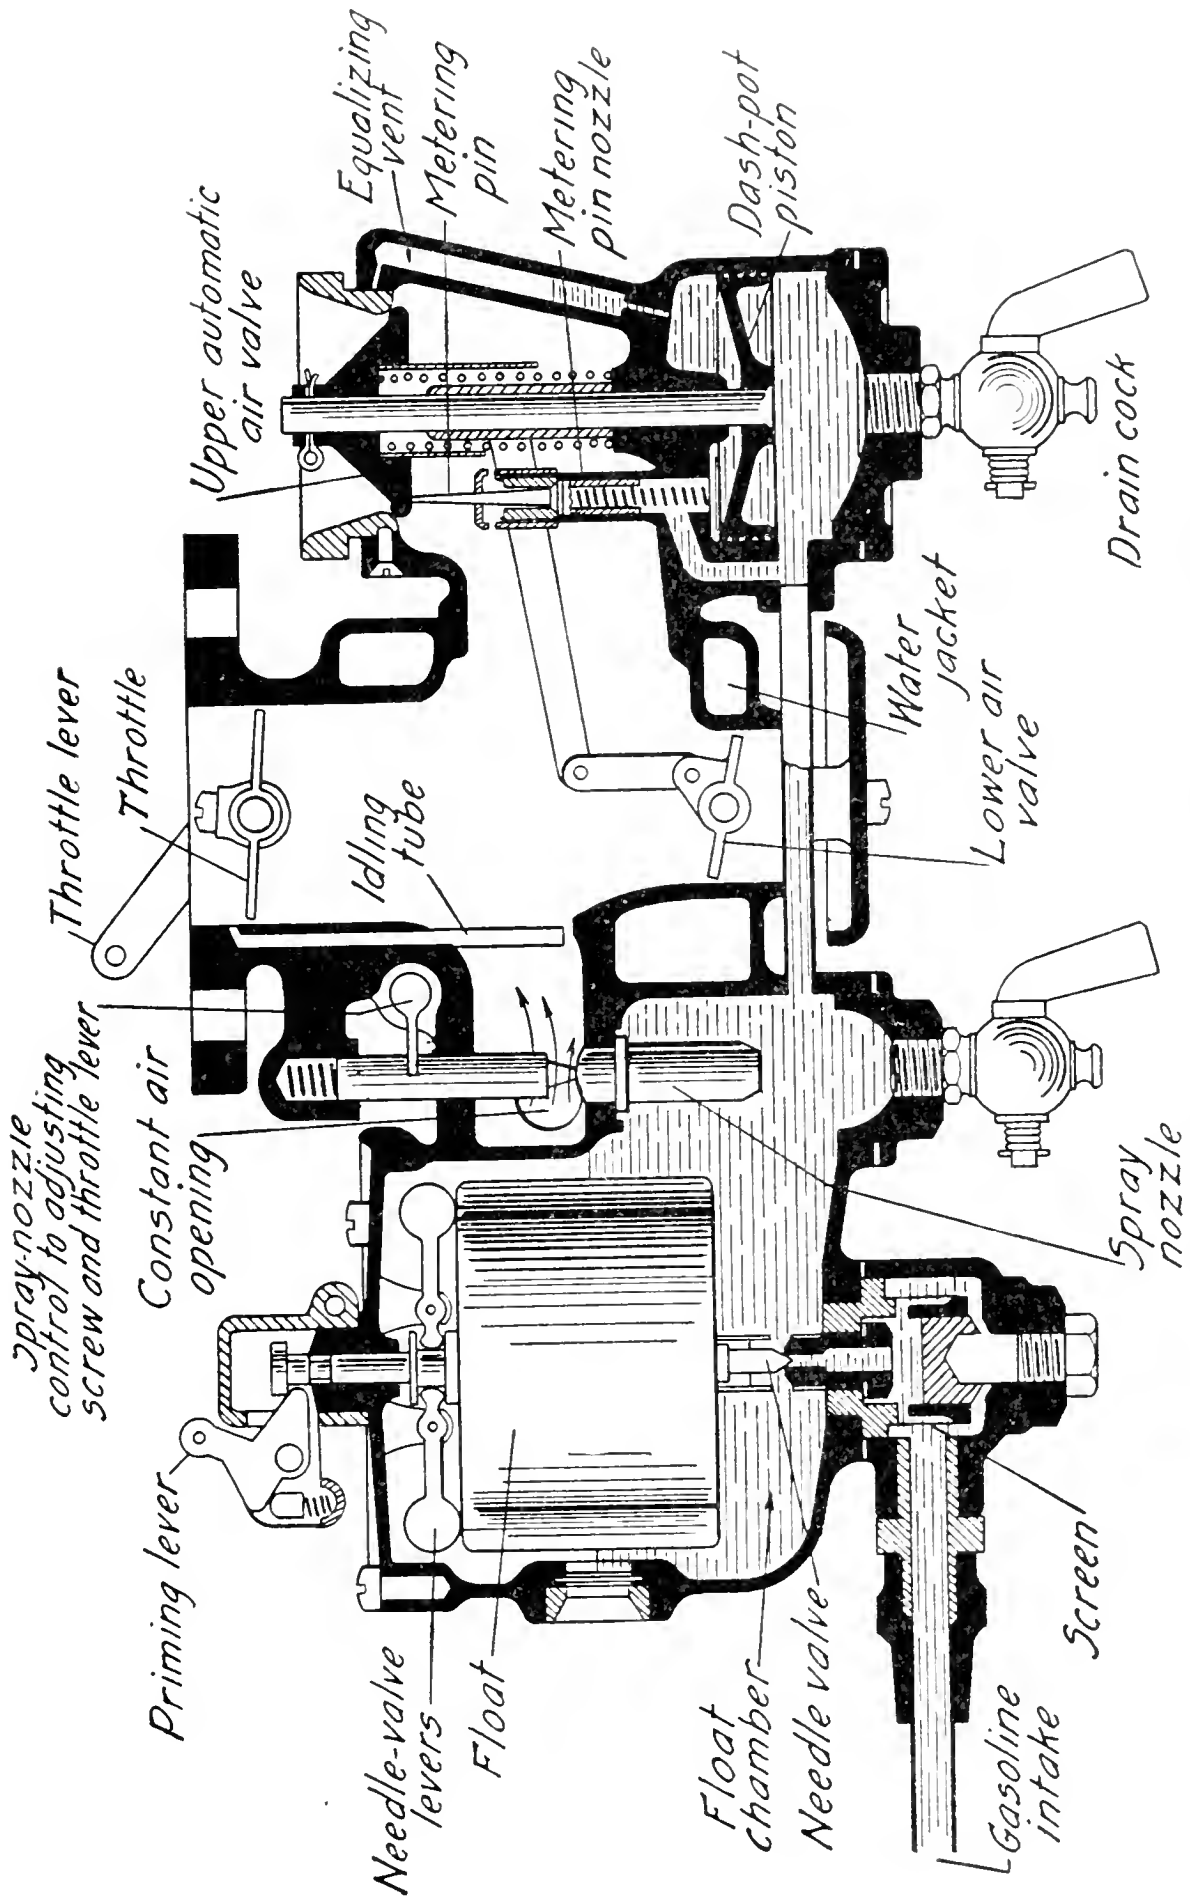 Spray-nozzle
control to adjusting
screw and throttle lever
Throttle lever
Throttle
Upper automatic
air valve
Equalizing
vent
Metering
pin
Metering
pin nozzle
Dash-pot
piston
Idling
tube
Constant air
opening
Priming lever
Needle-valve
levers
Float
Float
chamber
Needle valve
Gasoline
intake
Screen
Spray
nozzle
Lower air
valve
Water
jacket
Drain cock